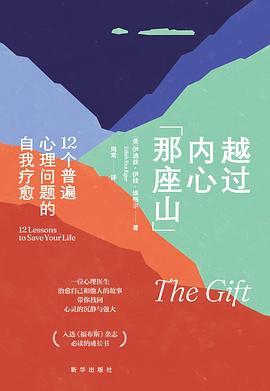 越过
内心
「那座山」
The Gift
[美]伊迪丝·伊娃·埃格尔 著
Edith Eva Eger
周常 译
12个普遍
心理问题的
自我疗愈
12 Lessons
to Save Your Life
一位心理医生
治愈自己和他人的故事
带你找回
心灵的沉静与强大
入选《福布斯》杂志
必读的成长书
新华出版社